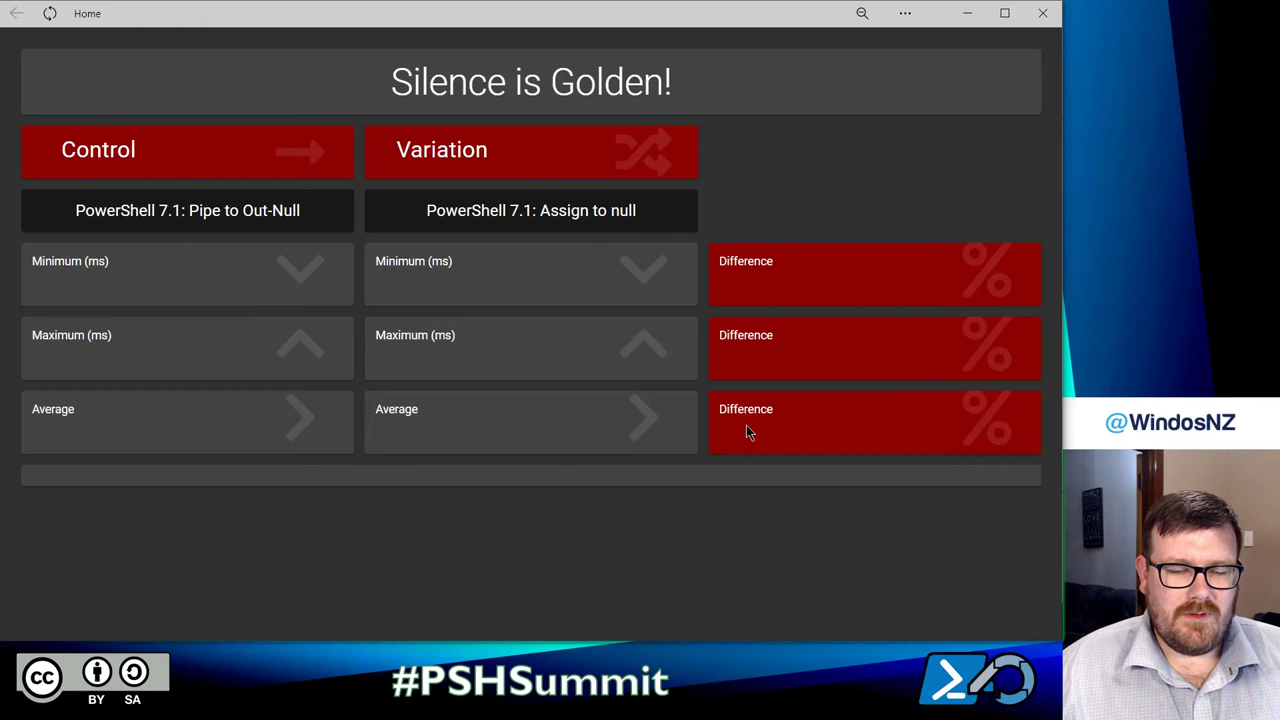 Home
Silence is Golden!
Control
Variation
PowerShell 7.1: Pipe to Out-Null
PowerShell 7.1: Assign to null
Minimum (ms)
Minimum (ms)
Difference
%
Maximum (ms)
Maximum (ms)
Difference
%
Average
Average
Difference
%
@WindosNZ
cc
BY
SA
#PSHSummit